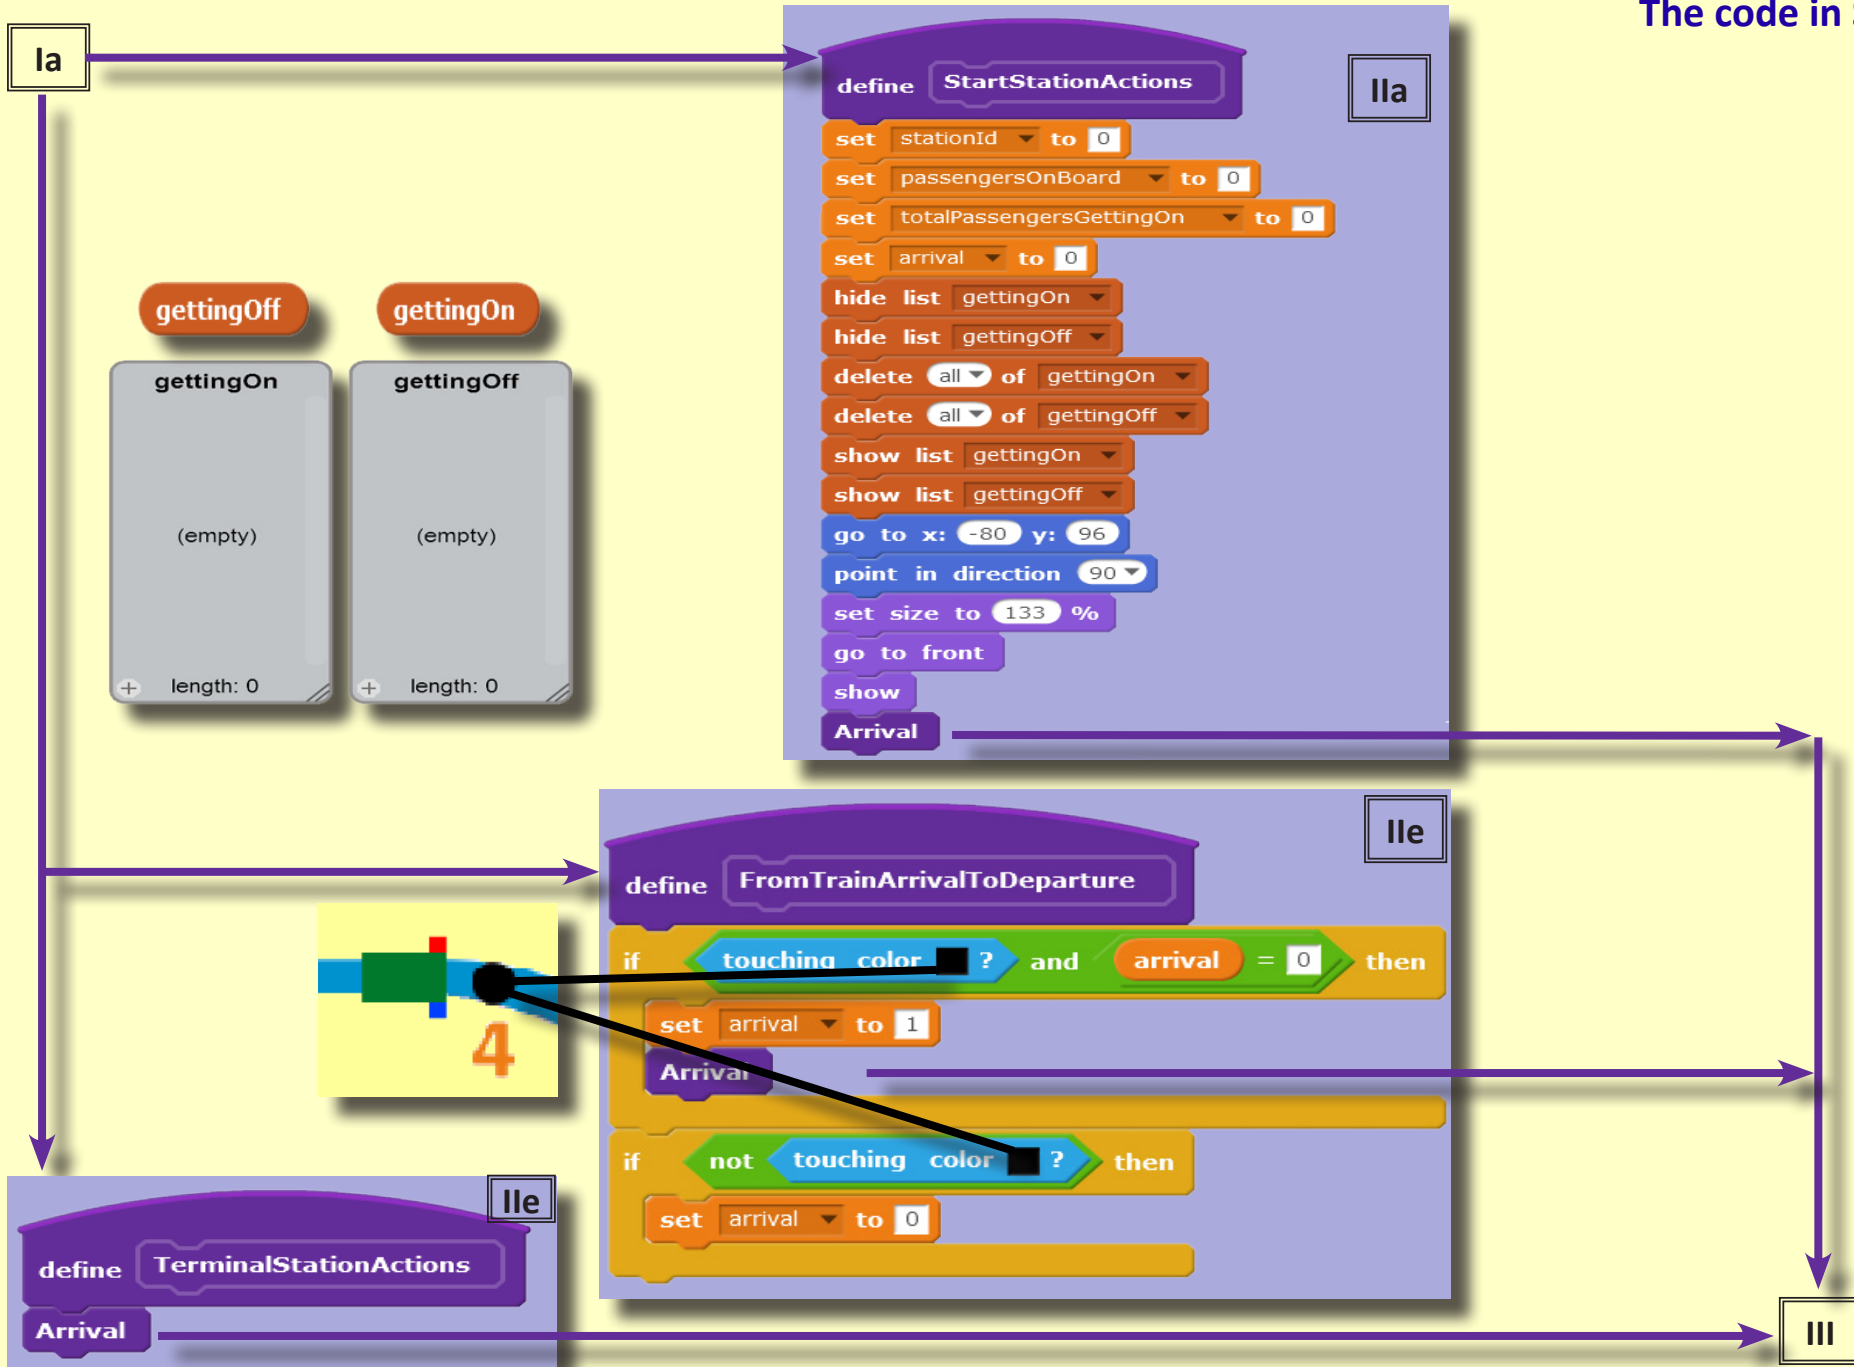 The code in
Ia
define StartStationActions
IIa
set stationId to 0
set passengersOnBoard to 0
set totalPassengersGettingOn to 0
set arrival to 0
hide list gettingOn
hide list gettingOff
delete all of gettingOn
delete all of gettingOff
show list gettingOn
show list gettingOff
go to x: -80 y: 96
point in direction 90
set size to 133 %
go to front
show
Arrival
gettingOff gettingOn
gettingOn gettingOff
(empty) (empty)
+ length: 0 + length: 0
IIe
define FromTrainArrivalToDeparture
if touching color ? and arrival = 0 then
set arrival to 1
Arrival
if not touching color ? then
set arrival to 0
4
IIe
define TerminalStationActions
Arrival
III